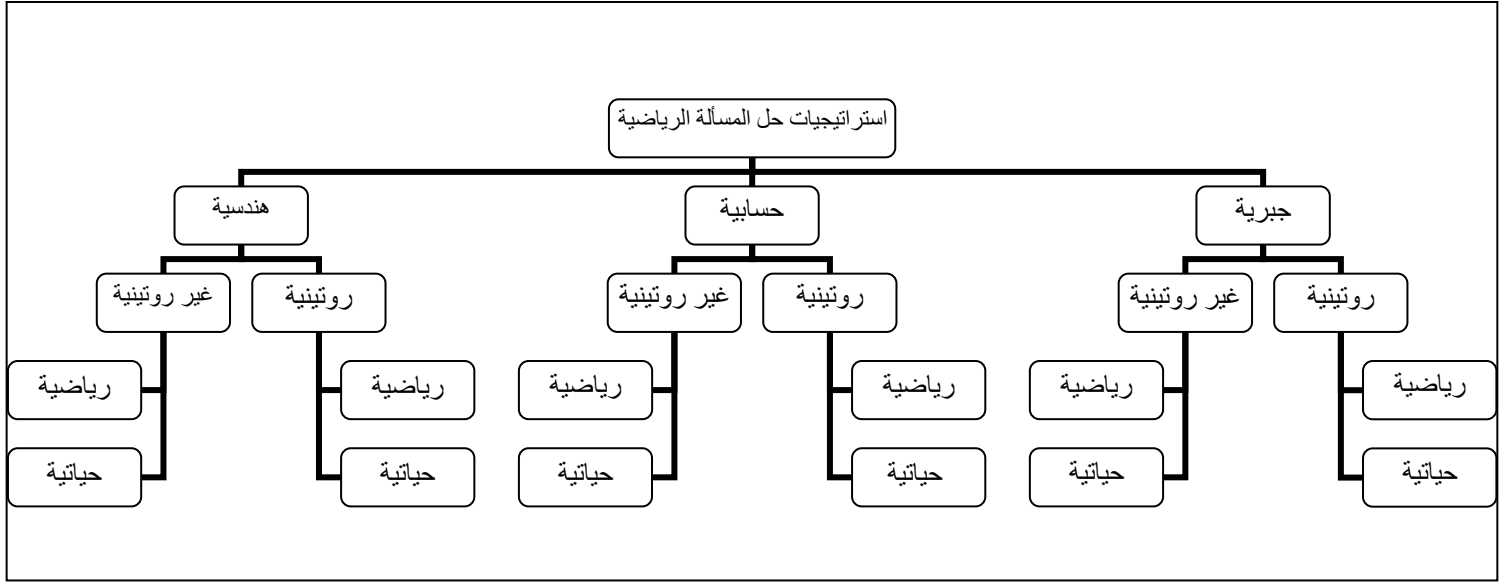 استراتيجيات حل المسألة الرياضية
جبرية
حسابية
هندسية
روتينية
غير روتينية
روتينية
غير روتينية
روتينية
غير روتينية
رياضية
رياضية
رياضية
رياضية
رياضية
رياضية
حياتية
حياتية
حياتية
حياتية
حياتية
حياتية